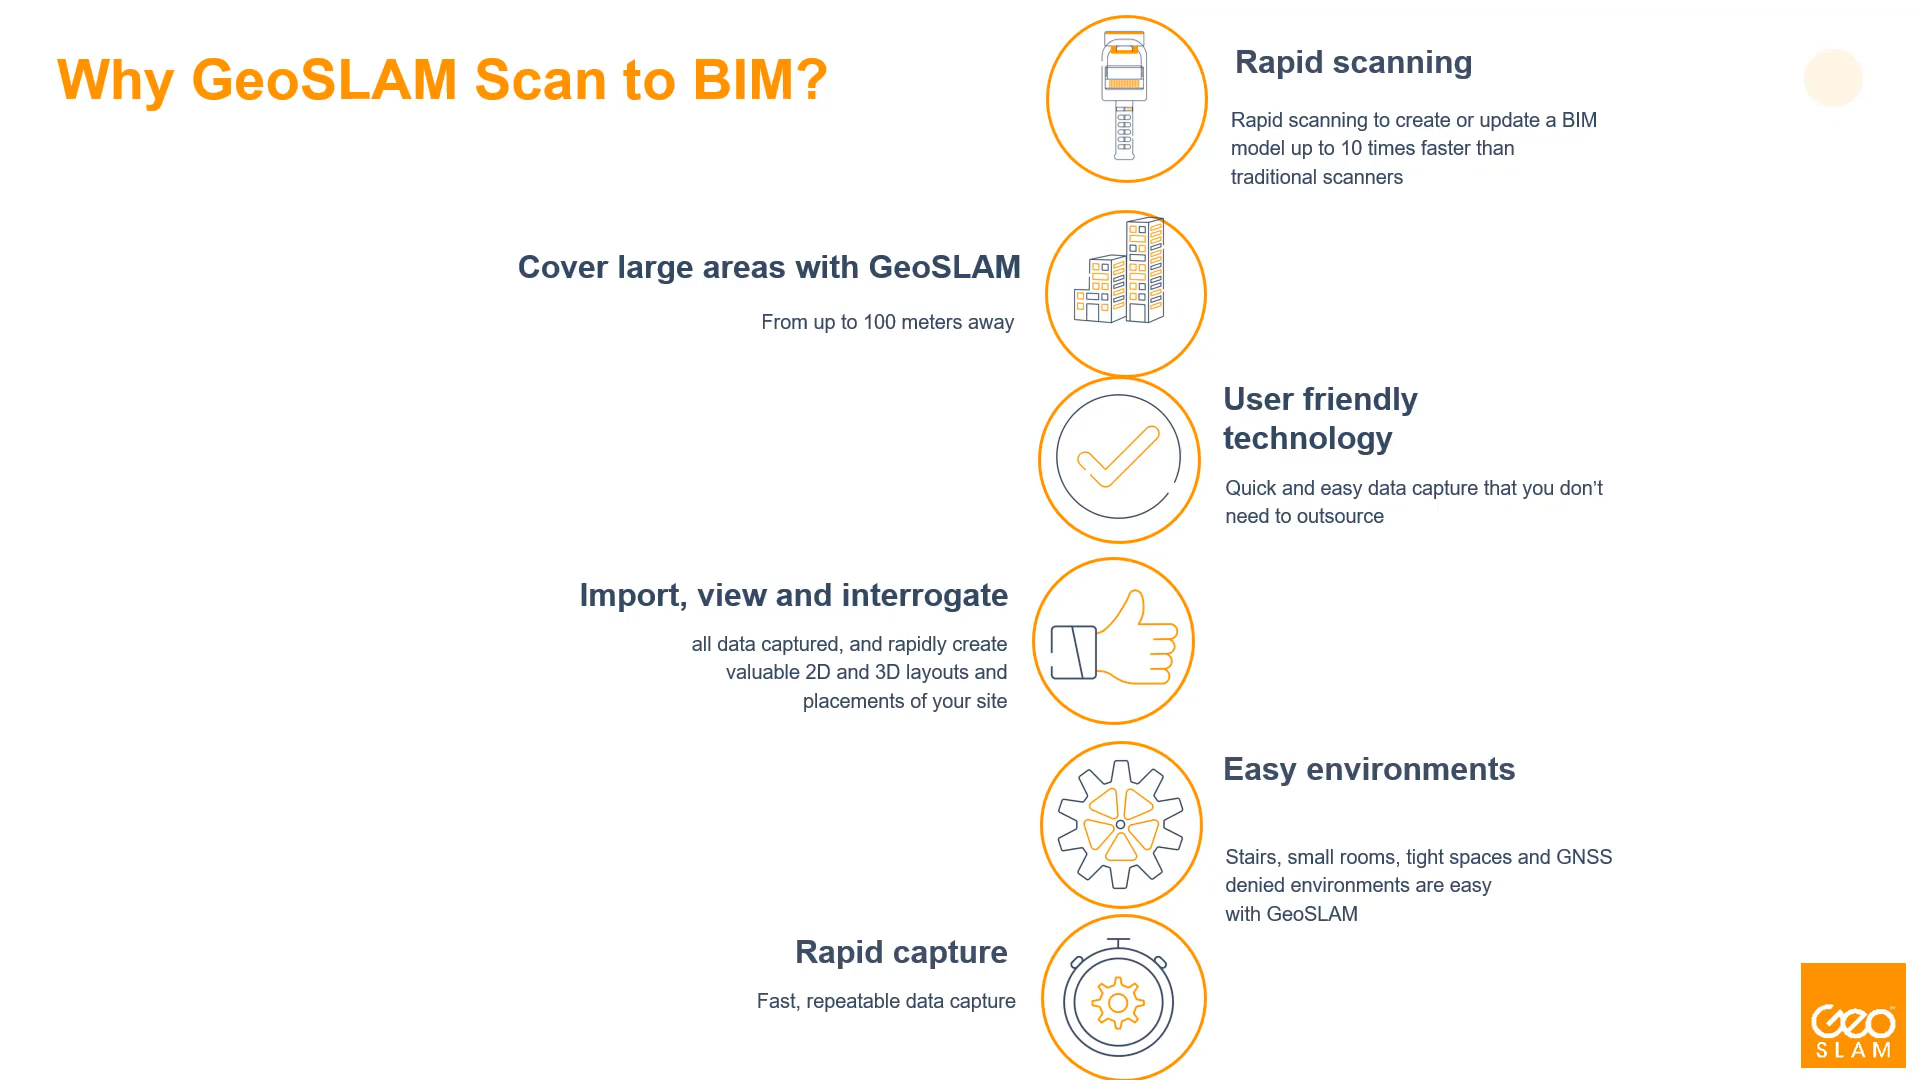 Why GeoSLAM Scan to BIM?
Rapid scanning
Rapid scanning to create or update a BIM
model up to 10 times faster than
traditional scanners
Cover large areas with GeoSLAM
From up to 100 meters away
User friendly
technology
Quick and easy data capture that you don’t
need to outsource
Import, view and interrogate
all data captured, and rapidly create
valuable 2D and 3D layouts and
placements of your site
Easy environments
Stairs, small rooms, tight spaces and GNSS
denied environments are easy
with GeoSLAM
Rapid capture
Fast, repeatable data capture
Geo
SLAM